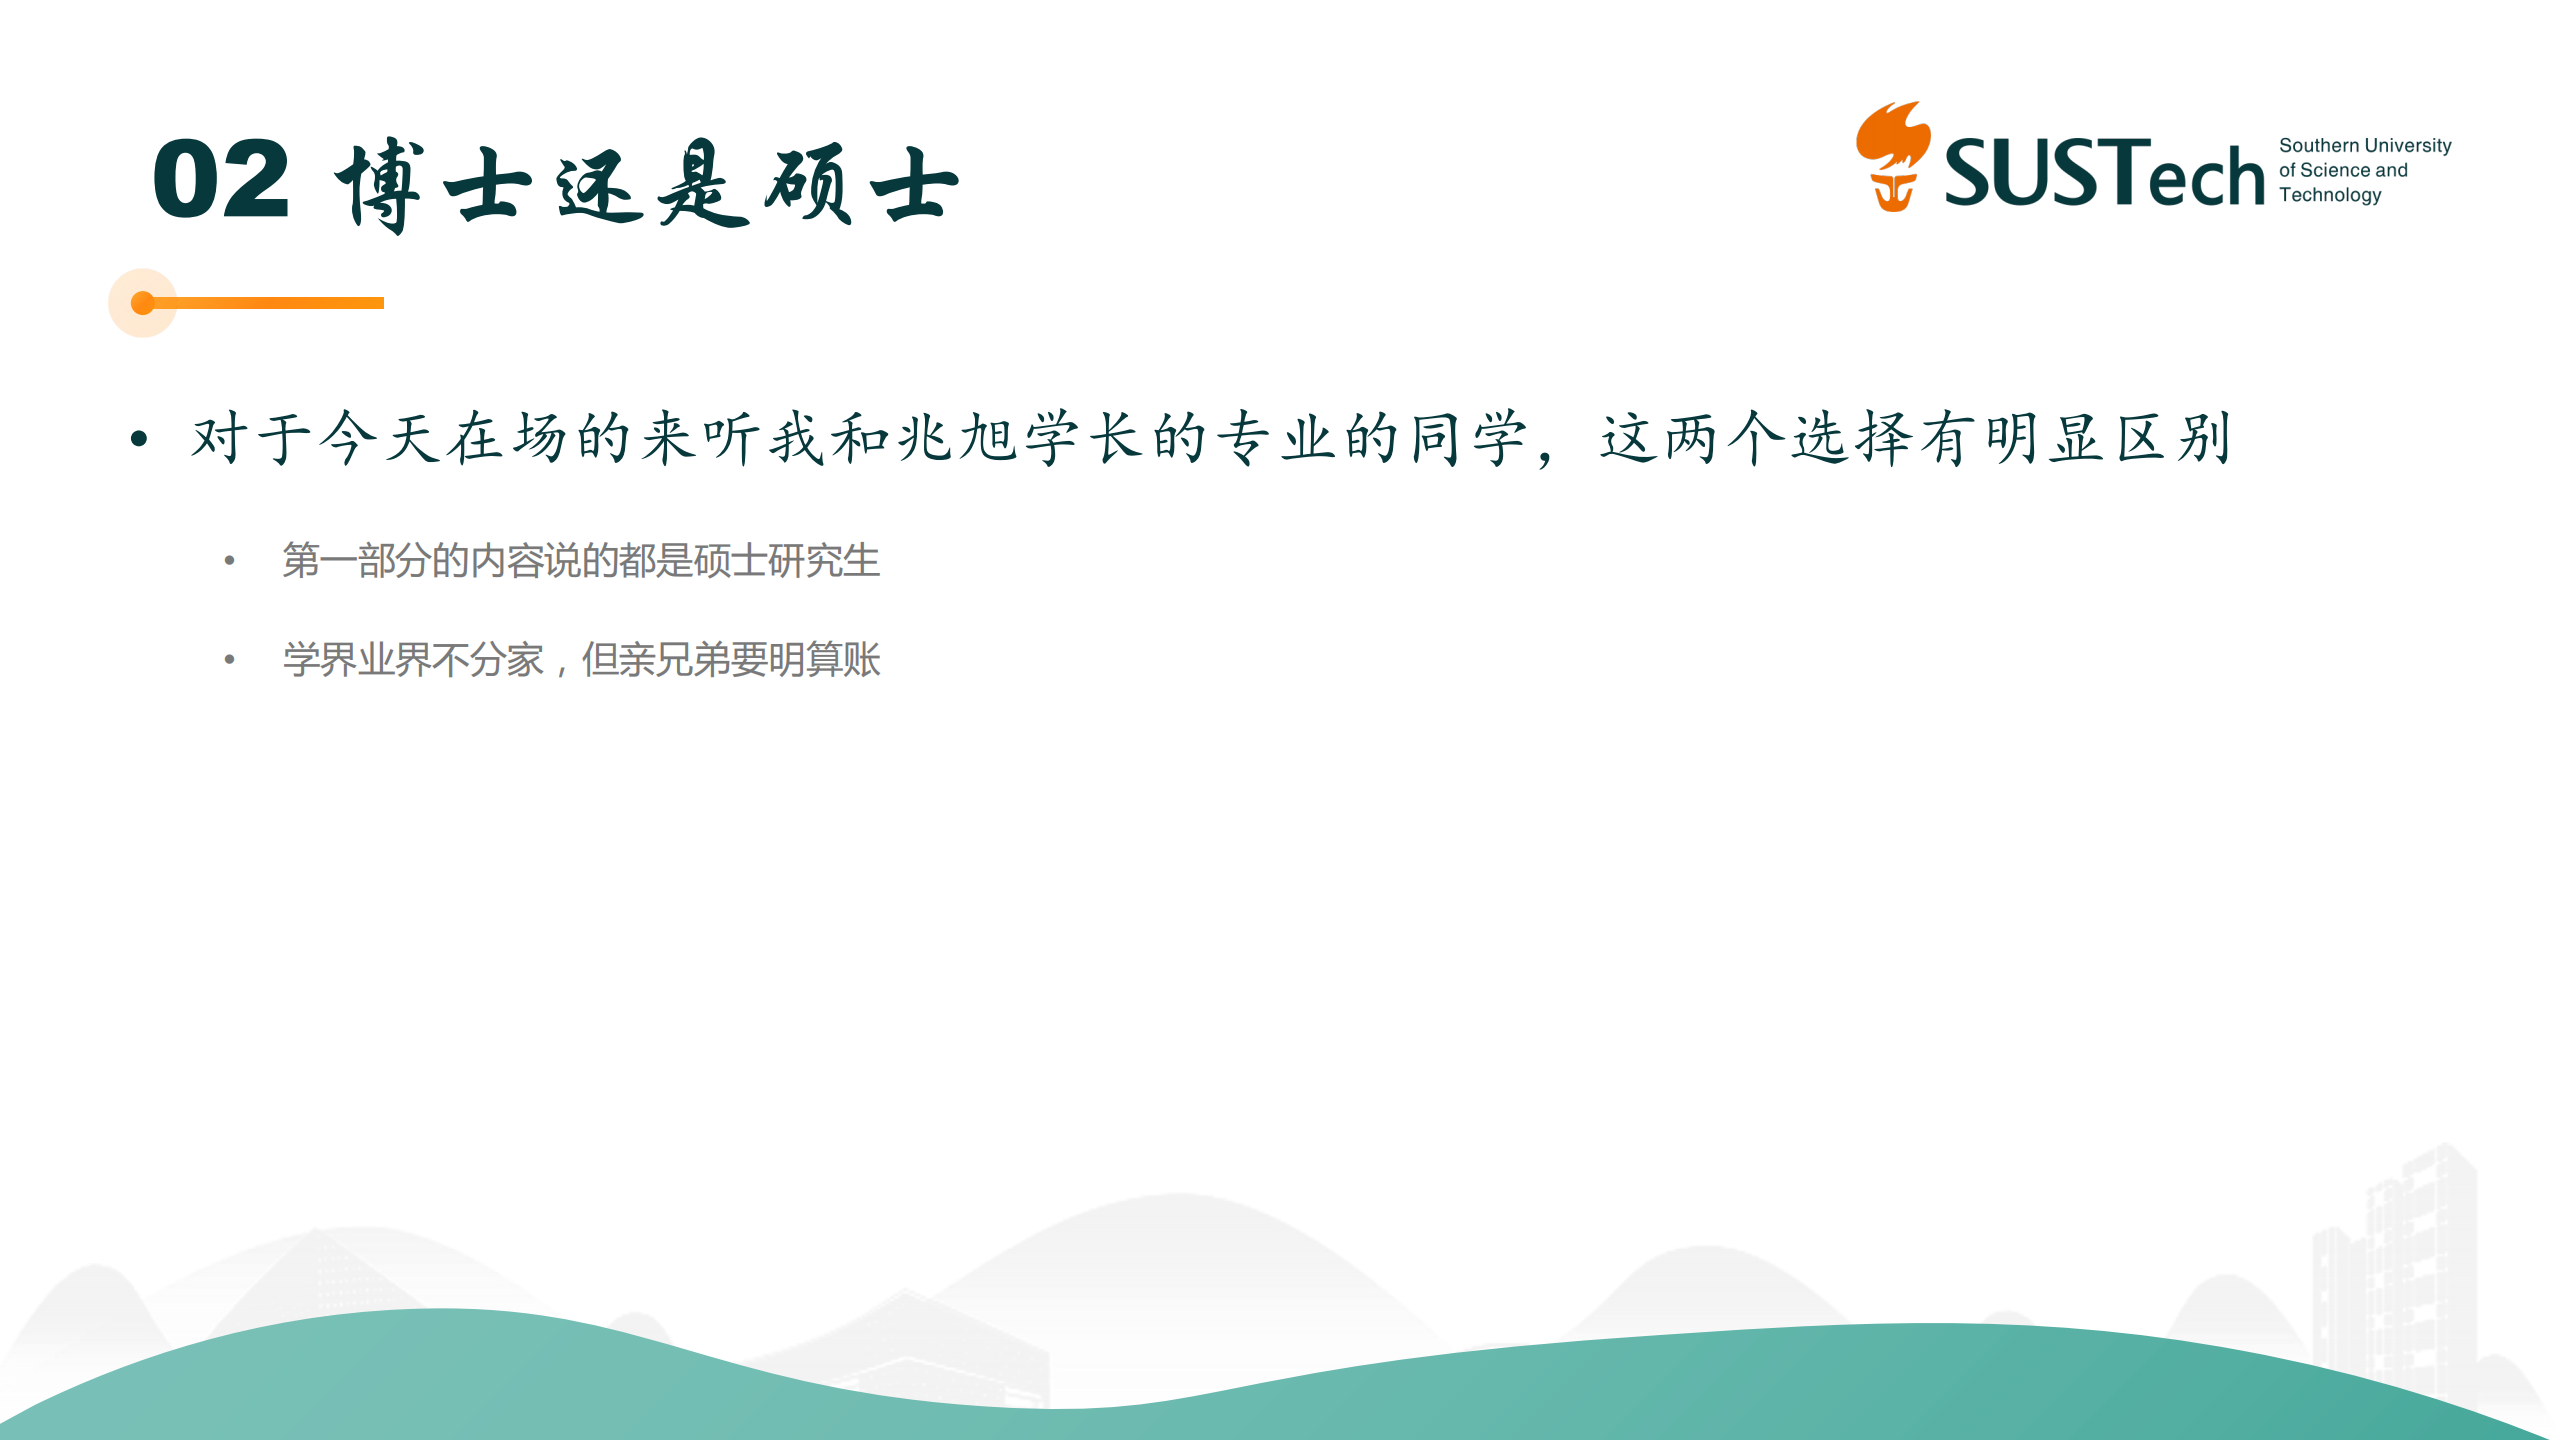 02 博士还是硕士
SUSTech
Southern University
of Science and
Technology
• 对于今天在场的来听我和兆旭学长的专业的同学，这两个选择有明显区别
• 第一部分的内容说的都是硕士研究生
• 学界业界不分家，但亲兄弟要明算账